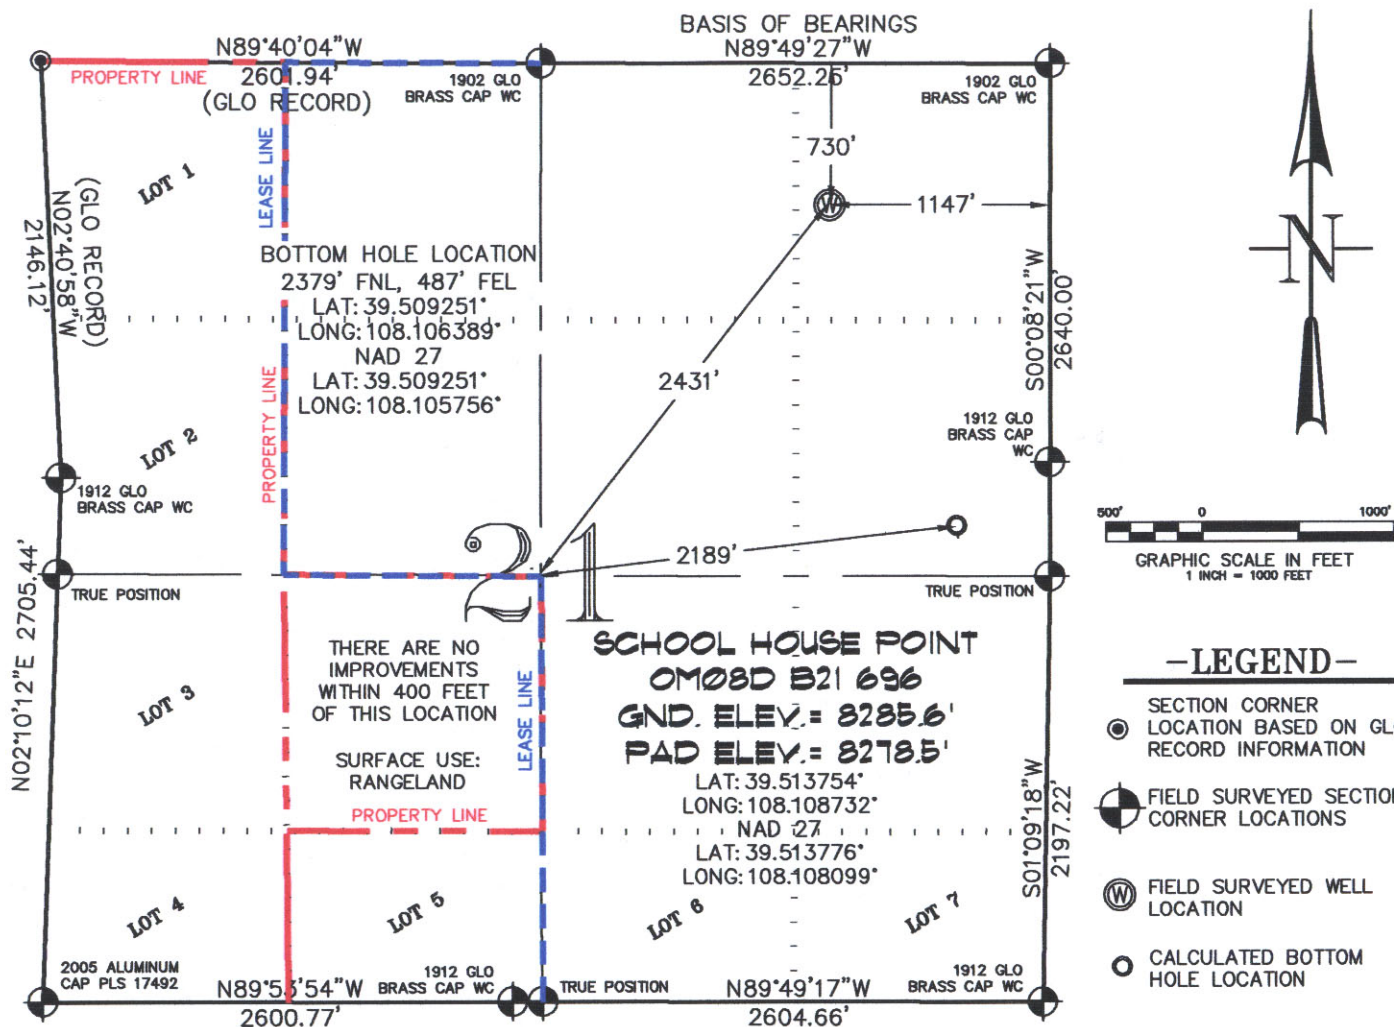 BASIS OF BEARINGS
N89°40'04"W
2601.94'
(GLO RECORD)
N89°49'27"W
2652.25'
PROPERTY LINE
1902 GLO
BRASS CAP WC
1902 GLO
BRASS CAP WC
LOT 1
LEASE LINE
730'
W
1147'
(GLO RECORD)
N02°40'58"W
2146.12'
BOTTOM HOLE LOCATION
2379' FNL, 487' FEL
LAT: 39.509251°
LONG: 108.106389°
NAD 27
LAT: 39.509251°
LONG: 108.105756°
S00°08'21"W
2640.00'
N
2431'
PROPERTY LINE
LOT 2
1912 GLO
BRASS CAP
WC
1912 GLO
BRASS CAP WC
21
2189'
500'
0
1000'
GRAPHIC SCALE IN FEET
1 INCH = 1000 FEET
TRUE POSITION
TRUE POSITION
N02°10'12"E 2705.44'
THERE ARE NO
IMPROVEMENTS
WITHIN 400 FEET
OF THIS LOCATION
SURFACE USE:
RANGELAND
LOT 3
LEASE LINE
SCHOOL HOUSE POINT
OM08D B21 696
GND. ELEV.= 8285.6'
PAD ELEV.= 8278.5'
LAT: 39.513754°
LONG: 108.108732°
NAD 27
LAT: 39.513776°
LONG: 108.108099°
PROPERTY LINE
S01°09'18"W
2197.22'
-LEGEND-
SECTION CORNER
LOCATION BASED ON GL
RECORD INFORMATION
FIELD SURVEYED SECTION
CORNER LOCATIONS
W
FIELD SURVEYED WELL
LOCATION
CALCULATED BOTTOM
HOLE LOCATION
LOT 4
LOT 5
LOT 6
LOT 7
2005 ALUMINUM
CAP PLS 17492
N89°53'54"W
2600.77'
1912 GLO
BRASS CAP WC
TRUE POSITION
N89°49'17"W
2604.66'
1912 GLO
BRASS CAP WC